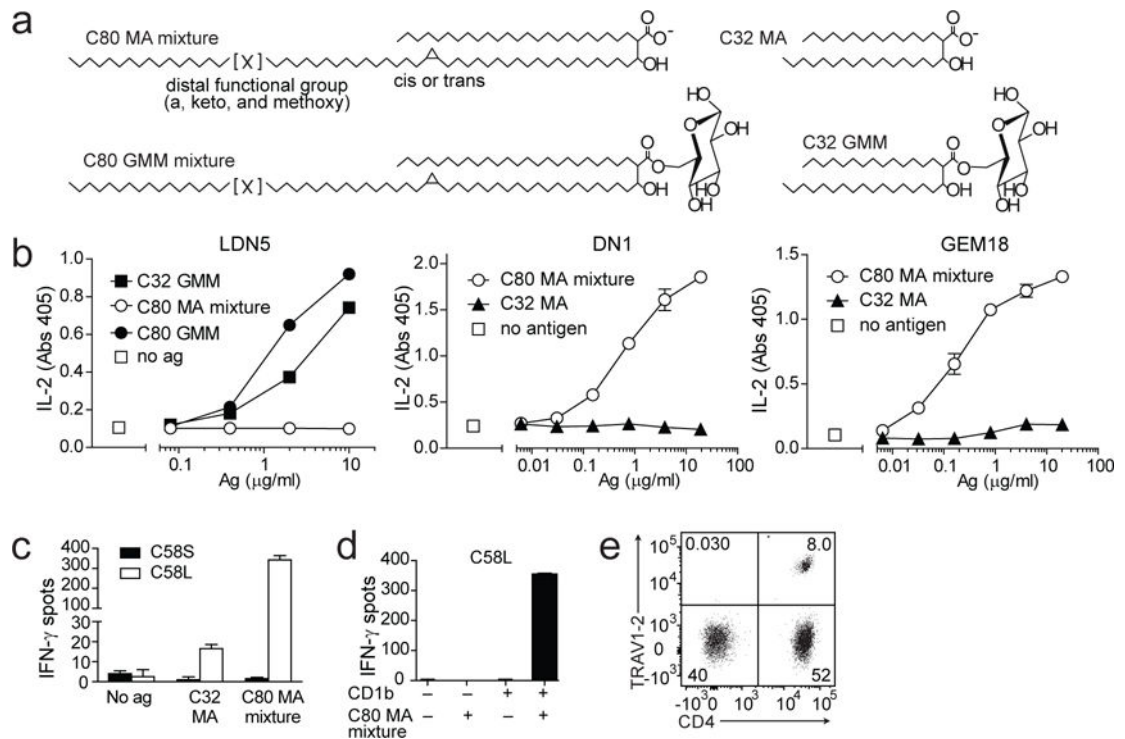 a
C80 MA mixture
[X]
distal functional group
(a, keto, and methoxy)
cis or trans
O
O-
OH
C32 MA
O
O-
OH
C80 GMM mixture
[X]
O
O
OH
HO
O
OH
HO
OH
OH
C32 GMM
O
O
OH
HO
O
OH
HO
OH
OH
b
LDN5
IL-2 (Abs 405)
1.0
0.8
0.6
0.4
0.2
0.0
C32 GMM
C80 MA mixture
C80 GMM
no ag
0.1 1 10
Ag (μg/ml)
DN1
IL-2 (Abs 405)
2.0
1.5
1.0
0.5
0.0
C80 MA mixture
C32 MA
no antigen
0.01 0.1 1 10 100
Ag (μg/ml)
GEM18
IL-2 (Abs 405)
1.5
1.0
0.5
0.0
C80 MA mixture
C32 MA
no antigen
0.01 0.1 1 10 100
Ag (μg/ml)
c
IFN-γ spots
400
300
200
100
30
20
10
0
C58S
C58L
No ag
C32
MA
C80 MA
mixture
d
C58L
IFN-γ spots
400
300
200
100
0
CD1b – – + +
C80 MA
mixture – + – +
e
TRAV1-2
10⁵
10⁴
10³
0
-10³
0.030 8.0
40 52
-10³ 0 10³ 10⁴ 10⁵
CD4